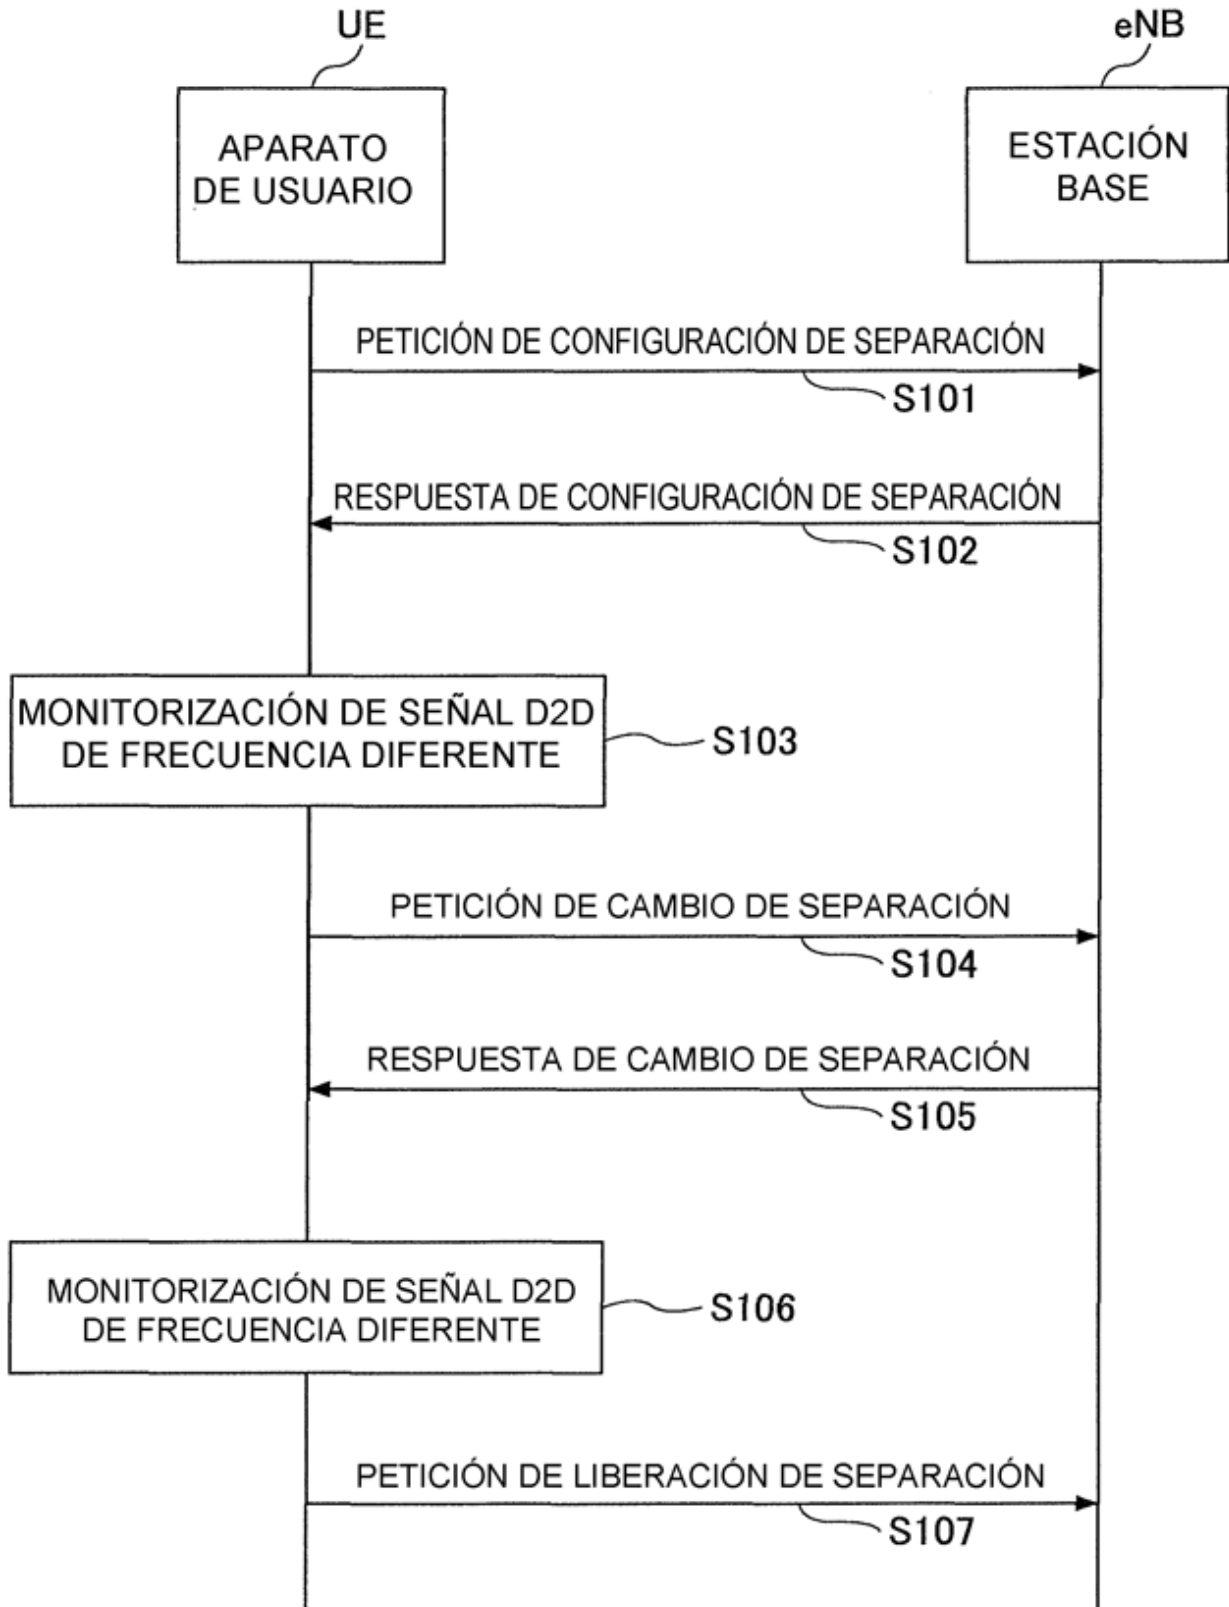 UE
eNB
APARATO
DE USUARIO
ESTACIÓN
BASE
PETICIÓN DE CONFIGURACIÓN DE SEPARACIÓN
S101
RESPUESTA DE CONFIGURACIÓN DE SEPARACIÓN
S102
MONITORIZACIÓN DE SEÑAL D2D
DE FRECUENCIA DIFERENTE
S103
PETICIÓN DE CAMBIO DE SEPARACIÓN
S104
RESPUESTA DE CAMBIO DE SEPARACIÓN
S105
MONITORIZACIÓN DE SEÑAL D2D
DE FRECUENCIA DIFERENTE
S106
PETICIÓN DE LIBERACIÓN DE SEPARACIÓN
S107